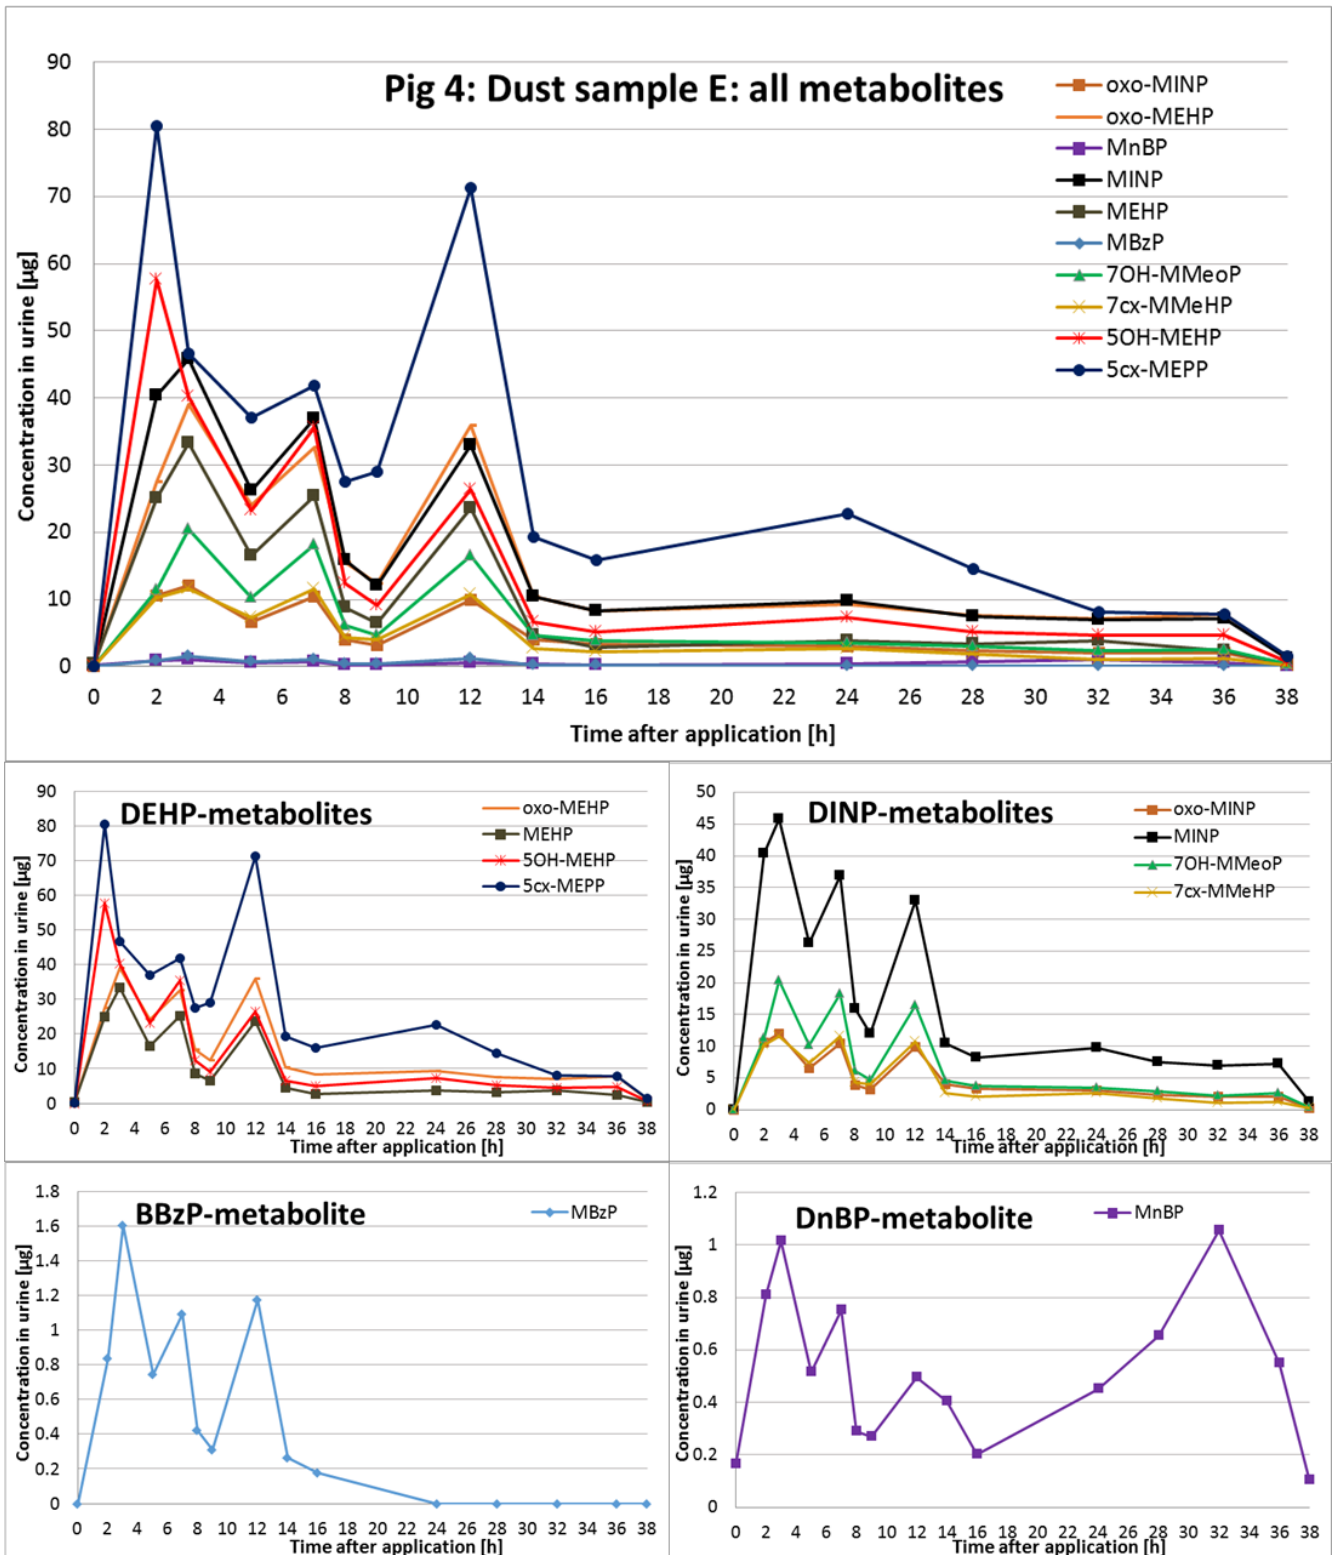 Pig 4: Dust sample E: all metabolites
90
80
70
60
50
40
30
20
10
0
Concentration in urine [µg]
0 2 4 6 8 10 12 14 16 18 20 22 24 26 28 30 32 34 36 38
Time after application [h]
oxo-MINP
oxo-MEHP
MnBP
MINP
MEHP
MBzP
7OH-MMeoP
7cx-MMeHP
5OH-MEHP
5cx-MEPP
DEHP-metabolites
90
80
70
60
50
40
30
20
10
0
Concentration in urine [µg]
0 2 4 6 8 10 12 14 16 18 20 22 24 26 28 30 32 34 36 38
Time after application [h]
oxo-MEHP
MEHP
5OH-MEHP
5cx-MEPP
DINP-metabolites
50
45
40
35
30
25
20
15
10
5
0
Concentration in urine [µg]
0 2 4 6 8 10 12 14 16 18 20 22 24 26 28 30 32 34 36 38
Time after application [h]
oxo-MINP
MINP
7OH-MMeoP
7cx-MMeHP
BBzP-metabolite
1.8
1.6
1.4
1.2
1
0.8
0.6
0.4
0.2
0
Concentration in urine [µg]
0 2 4 6 8 10 12 14 16 18 20 22 24 26 28 30 32 34 36 38
Time after application [h]
MBzP
DnBP-metabolite
1.2
1
0.8
0.6
0.4
0.2
0
Concentration in urine [µg]
0 2 4 6 8 10 12 14 16 18 20 22 24 26 28 30 32 34 36 38
Time after application [h]
MnBP